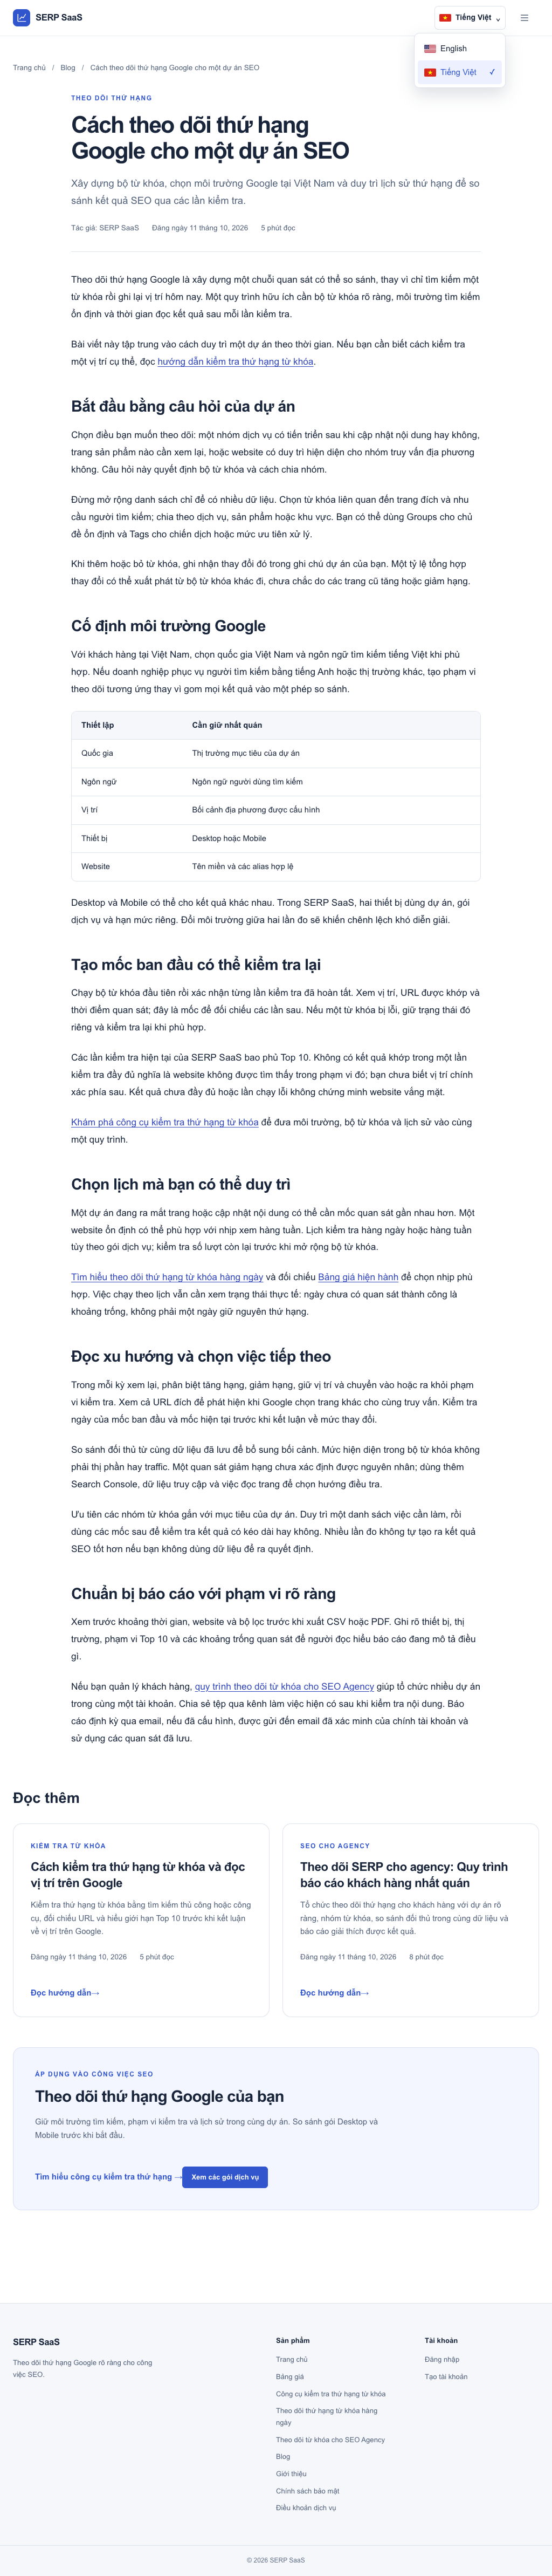 SERP SaaS
Tiếng Việt
English
Tiếng Việt ✓
Trang chủ / Blog / Cách theo dõi thứ hạng Google cho một dự án SEO
THEO DÕI THỨ HẠNG
Cách theo dõi thứ hạng
Google cho một dự án SEO
Xây dựng bộ từ khóa, chọn môi trường Google tại Việt Nam và duy trì lịch sử thứ hạng để so
sánh kết quả SEO qua các lần kiểm tra.
Tác giả: SERP SaaS Đăng ngày 11 tháng 10, 2026 5 phút đọc
Theo dõi thứ hạng Google là xây dựng một chuỗi quan sát có thể so sánh, thay vì chỉ tìm kiếm một
từ khóa rồi ghi lại vị trí hôm nay. Một quy trình hữu ích cần bộ từ khóa rõ ràng, môi trường tìm kiếm
ổn định và thời gian đọc kết quả sau mỗi lần kiểm tra.
Bài viết này tập trung vào cách duy trì một dự án theo thời gian. Nếu bạn cần biết cách kiểm tra
một vị trí cụ thể, đọc hướng dẫn kiểm tra thứ hạng từ khóa.
Bắt đầu bằng câu hỏi của dự án
Chọn điều bạn muốn theo dõi: một nhóm dịch vụ có tiến triển sau khi cập nhật nội dung hay không,
trang sản phẩm nào cần xem lại, hoặc website có duy trì hiện diện cho nhóm truy vấn địa phương
không. Câu hỏi này quyết định bộ từ khóa và cách chia nhóm.
Đừng mở rộng danh sách chỉ để có nhiều dữ liệu. Chọn từ khóa liên quan đến trang đích và nhu
cầu người tìm kiếm; chia theo dịch vụ, sản phẩm hoặc khu vực. Bạn có thể dùng Groups cho chủ
đề ổn định và Tags cho chiến dịch hoặc mức ưu tiên xử lý.
Khi thêm hoặc bỏ từ khóa, ghi nhận thay đổi đó trong ghi chú dự án của bạn. Một tỷ lệ tổng hợp
thay đổi có thể xuất phát từ bộ từ khóa khác đi, chưa chắc do các trang cũ tăng hoặc giảm hạng.
Cố định môi trường Google
Với khách hàng tại Việt Nam, chọn quốc gia Việt Nam và ngôn ngữ tìm kiếm tiếng Việt khi phù
hợp. Nếu doanh nghiệp phục vụ người tìm kiếm bằng tiếng Anh hoặc thị trường khác, tạo phạm vi
theo dõi tương ứng thay vì gom mọi kết quả vào một phép so sánh.
Thiết lập Cần giữ nhất quán
Quốc gia Thị trường mục tiêu của dự án
Ngôn ngữ Ngôn ngữ người dùng tìm kiếm
Vị trí Bối cảnh địa phương được cấu hình
Thiết bị Desktop hoặc Mobile
Website Tên miền và các alias hợp lệ
Desktop và Mobile có thể cho kết quả khác nhau. Trong SERP SaaS, hai thiết bị dùng dự án, gói
dịch vụ và hạn mức riêng. Đổi môi trường giữa hai lần đo sẽ khiến chênh lệch khó diễn giải.
Tạo mốc ban đầu có thể kiểm tra lại
Chạy bộ từ khóa đầu tiên rồi xác nhận từng lần kiểm tra đã hoàn tất. Xem vị trí, URL được khớp và
thời điểm quan sát; đây là mốc để đối chiếu các lần sau. Nếu một từ khóa bị lỗi, giữ trạng thái đó
riêng và kiểm tra lại khi phù hợp.
Các lần kiểm tra hiện tại của SERP SaaS bao phủ Top 10. Không có kết quả khớp trong một lần
kiểm tra đầy đủ nghĩa là website không được tìm thấy trong phạm vi đó; bạn chưa biết vị trí chính
xác phía sau. Kết quả chưa đầy đủ hoặc lần chạy lỗi không chứng minh website vắng mặt.
Khám phá công cụ kiểm tra thứ hạng từ khóa để đưa môi trường, bộ từ khóa và lịch sử vào cùng
một quy trình.
Chọn lịch mà bạn có thể duy trì
Một dự án đang ra mắt trang hoặc cập nhật nội dung có thể cần mốc quan sát gần nhau hơn. Một
website ổn định có thể phù hợp với nhịp xem hàng tuần. Lịch kiểm tra hàng ngày hoặc hàng tuần
tùy theo gói dịch vụ; kiểm tra số lượt còn lại trước khi mở rộng bộ từ khóa.
Tìm hiểu theo dõi thứ hạng từ khóa hàng ngày và đối chiếu Bảng giá hiện hành để chọn nhịp phù
hợp. Việc chạy theo lịch vẫn cần xem trạng thái thực tế: ngày chưa có quan sát thành công là
khoảng trống, không phải một ngày giữ nguyên thứ hạng.
Đọc xu hướng và chọn việc tiếp theo
Trong mỗi kỳ xem lại, phân biệt tăng hạng, giảm hạng, giữ vị trí và chuyển vào hoặc ra khỏi phạm
vi kiểm tra. Xem cả URL đích để phát hiện khi Google chọn trang khác cho cùng truy vấn. Kiểm tra
ngày của mốc ban đầu và mốc hiện tại trước khi kết luận về mức thay đổi.
So sánh đối thủ từ cùng dữ liệu đã lưu để bổ sung bối cảnh. Mức hiện diện trong bộ từ khóa không
phải thị phần hay traffic. Một quan sát giảm hạng chưa xác định được nguyên nhân; dùng thêm
Search Console, dữ liệu truy cập và việc đọc trang để chọn hướng điều tra.
Ưu tiên các nhóm từ khóa gắn với mục tiêu của dự án. Duy trì một danh sách việc cần làm, rồi
dùng các mốc sau để kiểm tra kết quả có kéo dài hay không. Nhiều lần đo không tự tạo ra kết quả
SEO tốt hơn nếu bạn không dùng dữ liệu để ra quyết định.
Chuẩn bị báo cáo với phạm vi rõ ràng
Xem trước khoảng thời gian, website và bộ lọc trước khi xuất CSV hoặc PDF. Ghi rõ thiết bị, thị
trường, phạm vi Top 10 và các khoảng trống quan sát để người đọc hiểu báo cáo đang mô tả điều
gì.
Nếu bạn quản lý khách hàng, quy trình theo dõi từ khóa cho SEO Agency giúp tổ chức nhiều dự án
trong cùng một tài khoản. Chia sẻ tệp qua kênh làm việc hiện có sau khi kiểm tra nội dung. Báo
cáo định kỳ qua email, nếu đã cấu hình, được gửi đến email đã xác minh của chính tài khoản và
sử dụng các quan sát đã lưu.
Đọc thêm
KIỂM TRA TỪ KHÓA
Cách kiểm tra thứ hạng từ khóa và đọc
vị trí trên Google
Kiểm tra thứ hạng từ khóa bằng tìm kiếm thủ công hoặc công
cụ, đối chiếu URL và hiểu giới hạn Top 10 trước khi kết luận
về vị trí trên Google.
Đăng ngày 11 tháng 10, 2026 5 phút đọc
Đọc hướng dẫn→
SEO CHO AGENCY
Theo dõi SERP cho agency: Quy trình
báo cáo khách hàng nhất quán
Tổ chức theo dõi thứ hạng cho khách hàng với dự án rõ
ràng, nhóm từ khóa, so sánh đối thủ trong cùng dữ liệu và
báo cáo giải thích được kết quả.
Đăng ngày 11 tháng 10, 2026 8 phút đọc
Đọc hướng dẫn→
ÁP DỤNG VÀO CÔNG VIỆC SEO
Theo dõi thứ hạng Google của bạn
Giữ môi trường tìm kiếm, phạm vi kiểm tra và lịch sử trong cùng dự án. So sánh gói Desktop và
Mobile trước khi bắt đầu.
Tìm hiểu công cụ kiểm tra thứ hạng → Xem các gói dịch vụ
SERP SaaS
Theo dõi thứ hạng Google rõ ràng cho công
việc SEO.
Sản phẩm
Trang chủ
Bảng giá
Công cụ kiểm tra thứ hạng từ khóa
Theo dõi thứ hạng từ khóa hàng
ngày
Theo dõi từ khóa cho SEO Agency
Blog
Giới thiệu
Chính sách bảo mật
Điều khoản dịch vụ
Tài khoản
Đăng nhập
Tạo tài khoản
© 2026 SERP SaaS